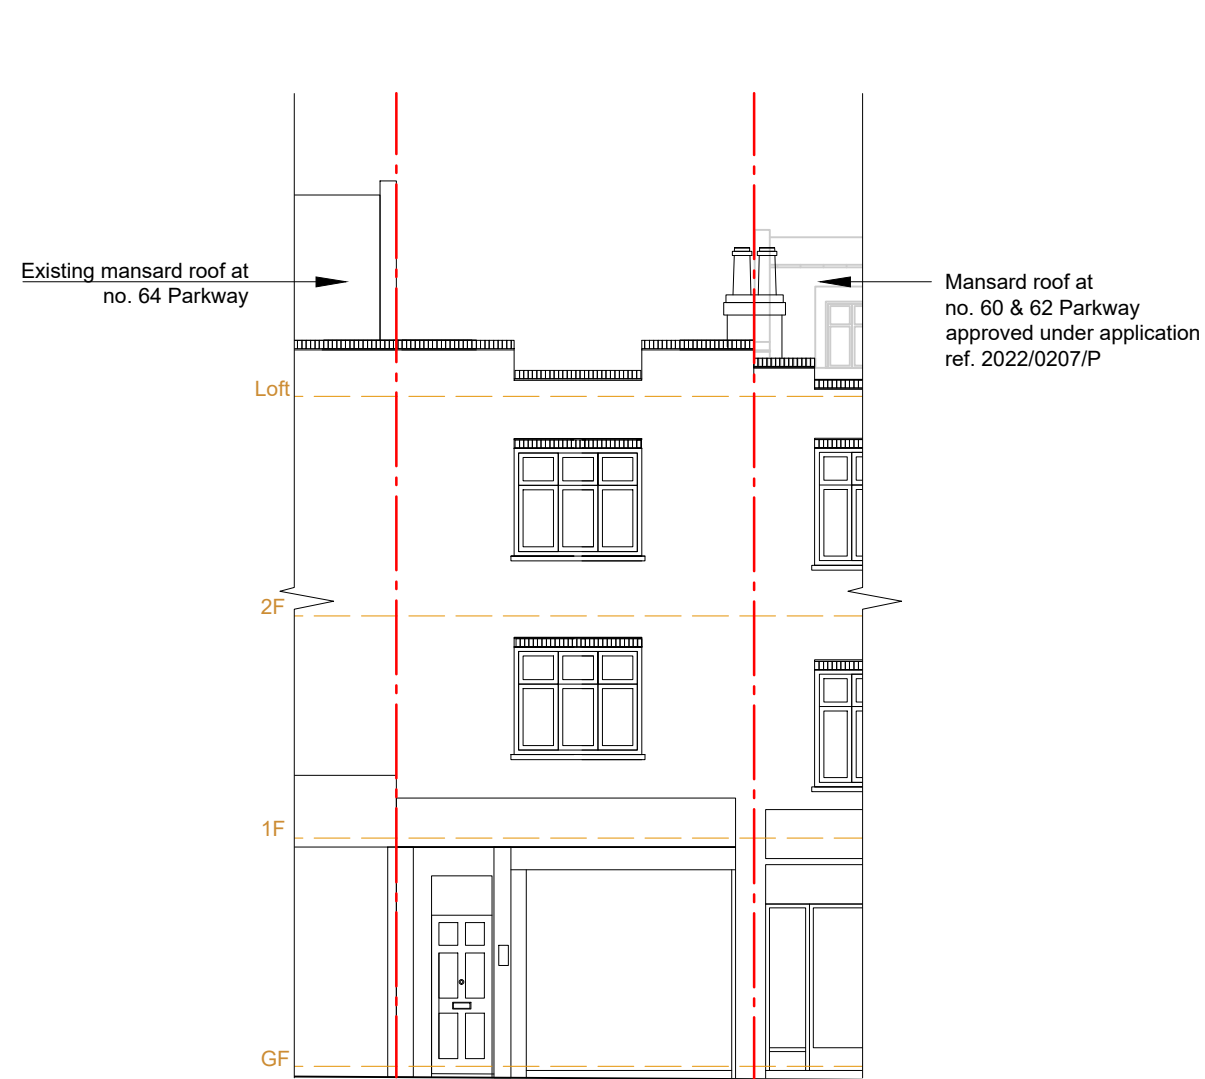 Existing mansard roof at
no. 64 Parkway
Mansard roof at
no. 60 & 62 Parkway
approved under application
ref. 2022/0207/P
Loft
2F
1F
GF